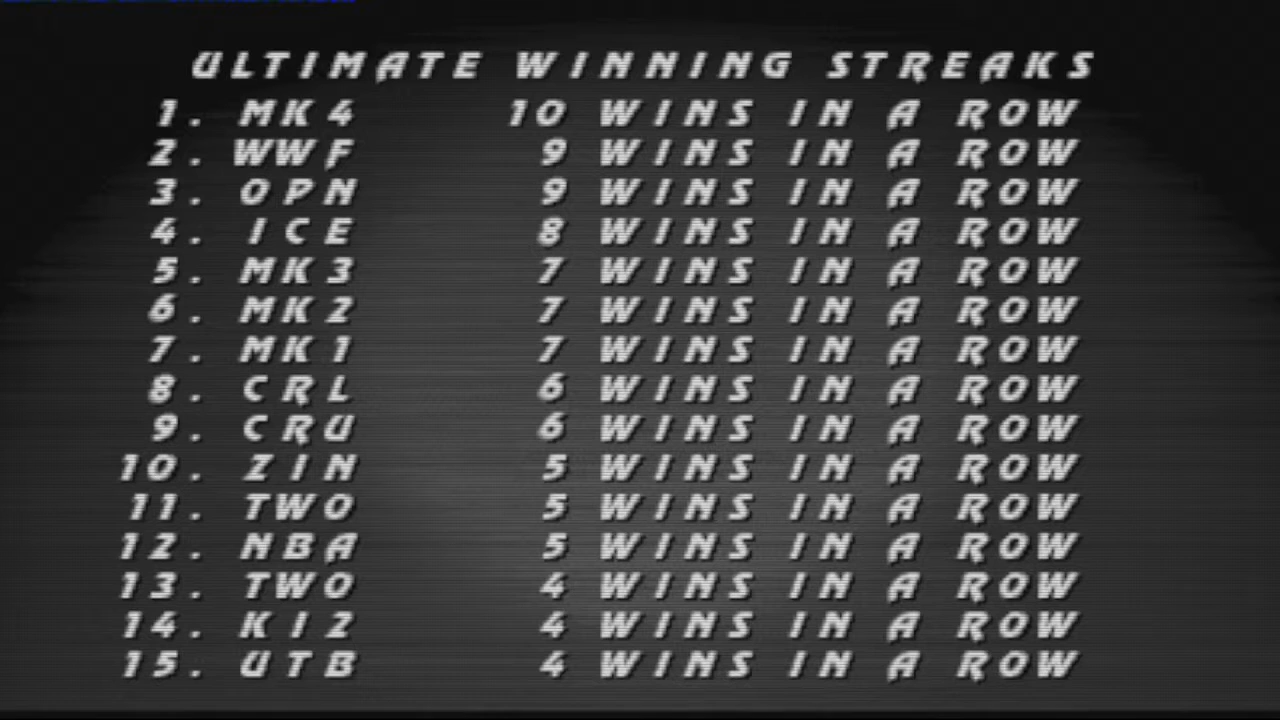 ULTIMATE WINNING STREAKS
1. MK4 10 WINS IN A ROW
2. WWF 9 WINS IN A ROW
3. OPN 9 WINS IN A ROW
4. ICE 8 WINS IN A ROW
5. MK3 7 WINS IN A ROW
6. MK2 7 WINS IN A ROW
7. MK1 7 WINS IN A ROW
8. CRL 6 WINS IN A ROW
9. CRU 6 WINS IN A ROW
10. ZIN 5 WINS IN A ROW
11. TWO 5 WINS IN A ROW
12. NBA 5 WINS IN A ROW
13. TWO 4 WINS IN A ROW
14. KI2 4 WINS IN A ROW
15. UTB 4 WINS IN A ROW